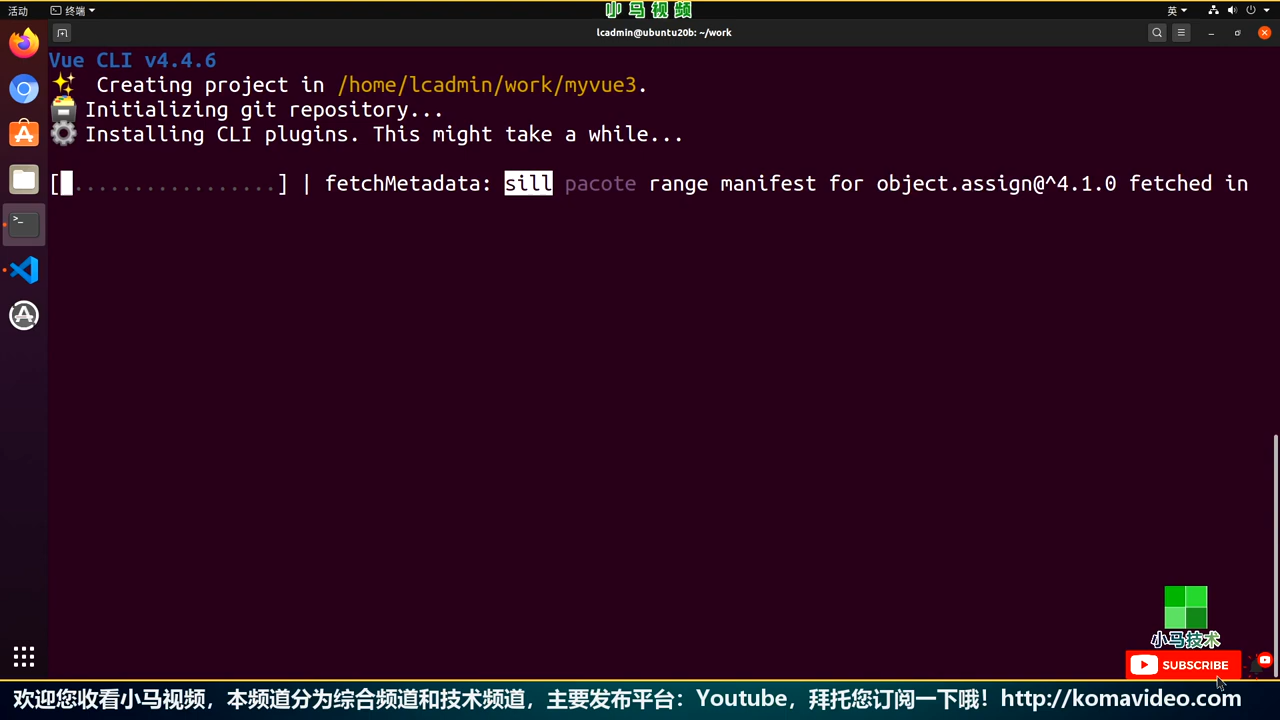 活动
终端
小马视频
英
lcadmin@ubuntu20b: ~/work
Vue CLI v4.4.6
✨ Creating project in /home/lcadmin/work/myvue3.
Initializing git repository...
Installing CLI plugins. This might take a while...
[ .................] | fetchMetadata: sill pacote range manifest for object.assign@^4.1.0 fetched in
小马技术
SUBSCRIBE
欢迎您收看小马视频，本频道分为综合频道和技术频道，主要发布平台：Youtube，拜托您订阅一下哦！http://komavideo.com